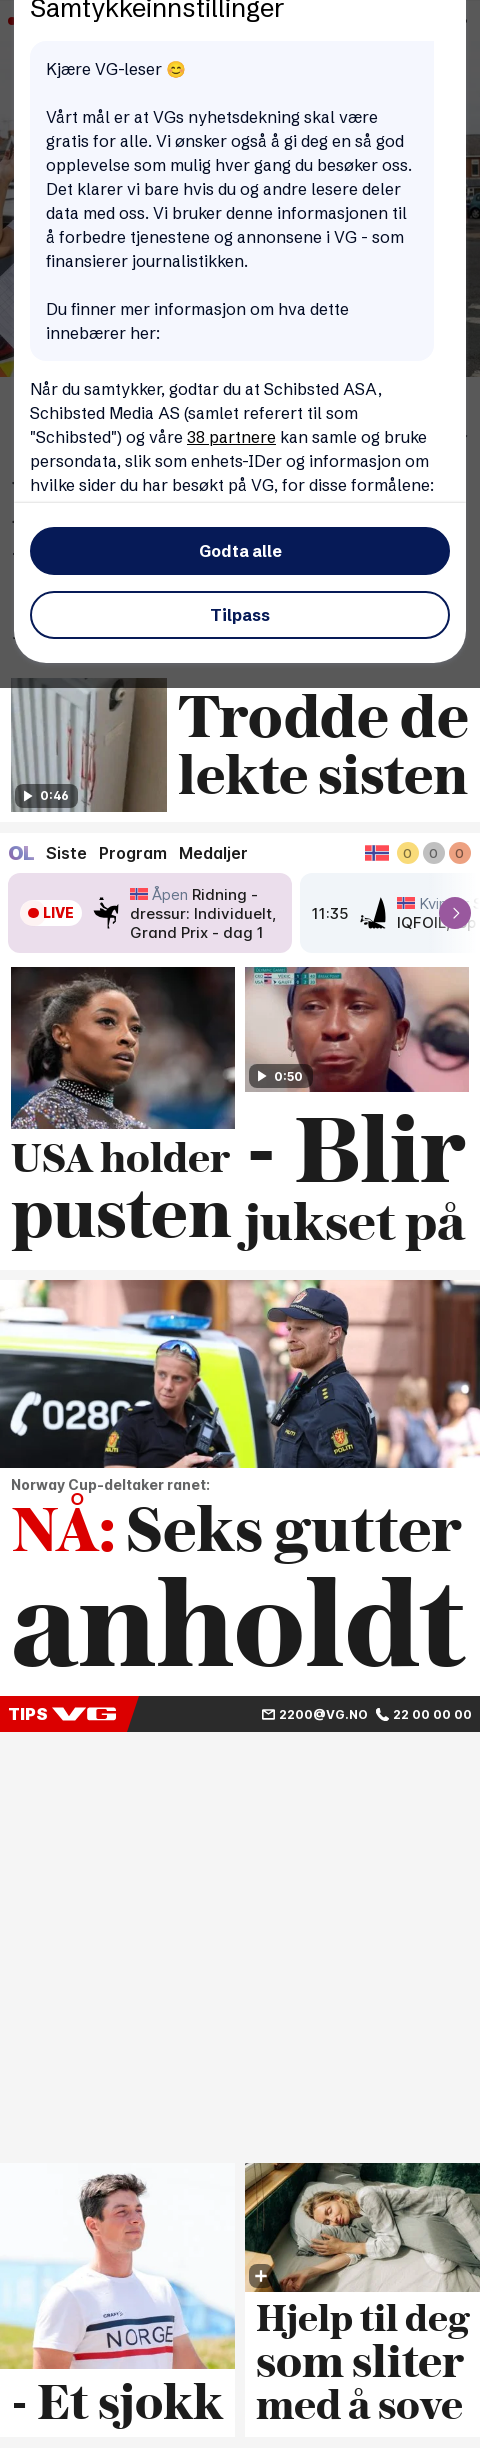 Samtykkeinnstillinger
Kjære VG-leser 😊
Vårt mål er at VGs nyhetsdekning skal være
gratis for alle. Vi ønsker også å gi deg en så god
opplevelse som mulig hver gang du besøker oss.
Det klarer vi bare hvis du og andre lesere deler
data med oss. Vi bruker denne informasjonen til
å forbedre tjenestene og annonsene i VG - som
finansierer journalistikken.
Du finner mer informasjon om hva dette
innebærer her:
Når du samtykker, godtar du at Schibsted ASA,
Schibsted Media AS (samlet referert til som
"Schibsted") og våre 38 partnere kan samle og bruke
persondata, slik som enhets-IDer og informasjon om
hvilke sider du har besøkt på VG, for disse formålene:
Godta alle
Tilpass
0:46
Trodde de
lekte sisten
OL Siste Program Medaljer 0 0 0
LIVE
Åpen Ridning -
dressur: Individuelt,
Grand Prix - dag 1
11:35
IQFOIL,
0:50
USA holder
pusten
- Blir
jukset på
02800
POLITI
POLITI
Norway Cup-deltaker ranet:
NÅ: Seks gutter
anholdt
TIPS VG 2200@VG.NO 22 00 00 00
CRAFT
NORGE
- Et sjokk
Hjelp til deg
som sliter
med å sove